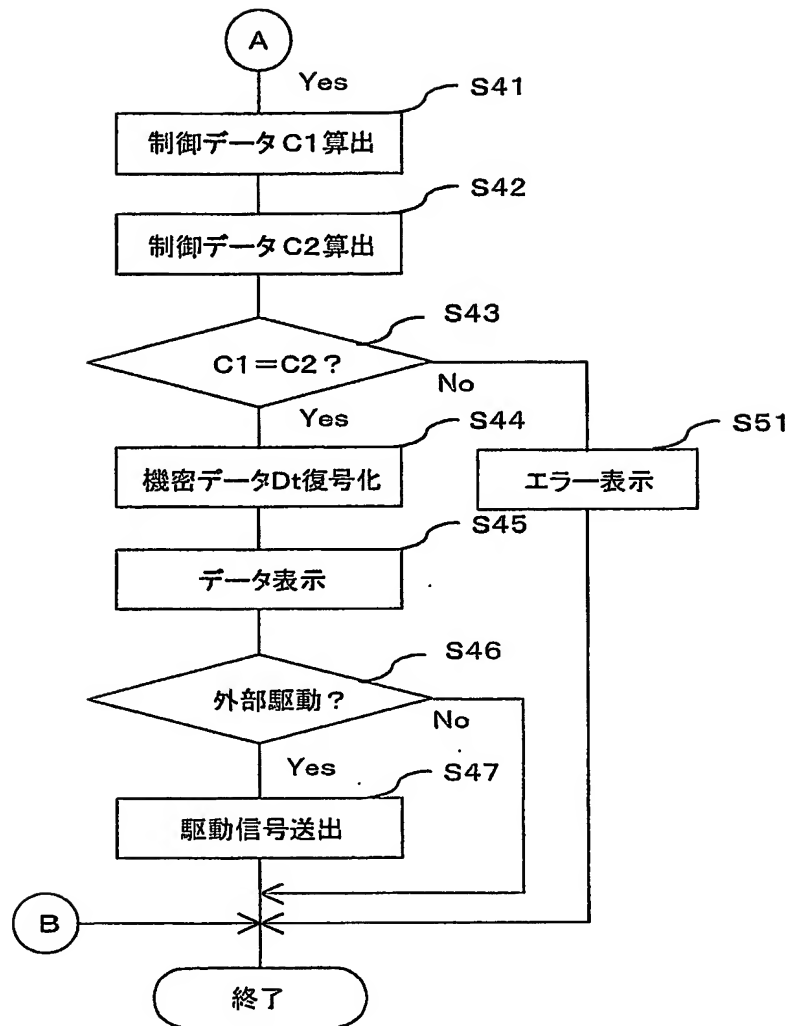 A
Yes
S41
制御データC1算出
S42
制御データC2算出
S43
C1=C2?
No
Yes
S44
S51
機密データDt復号化
エラー表示
S45
データ表示
S46
外部駆動?
No
Yes
S47
駆動信号送出
B
終了